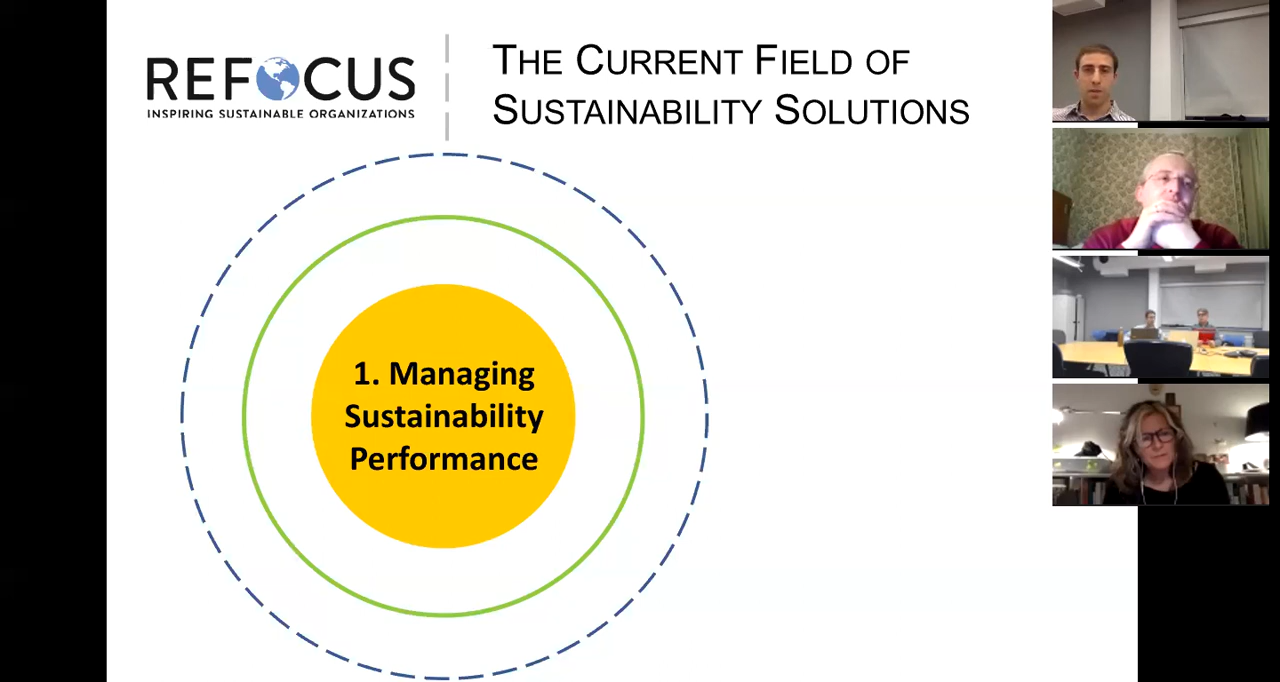 REFOCUS
INSPIRING SUSTAINABLE ORGANIZATIONS
THE CURRENT FIELD OF
SUSTAINABILITY SOLUTIONS
1. Managing
Sustainability
Performance